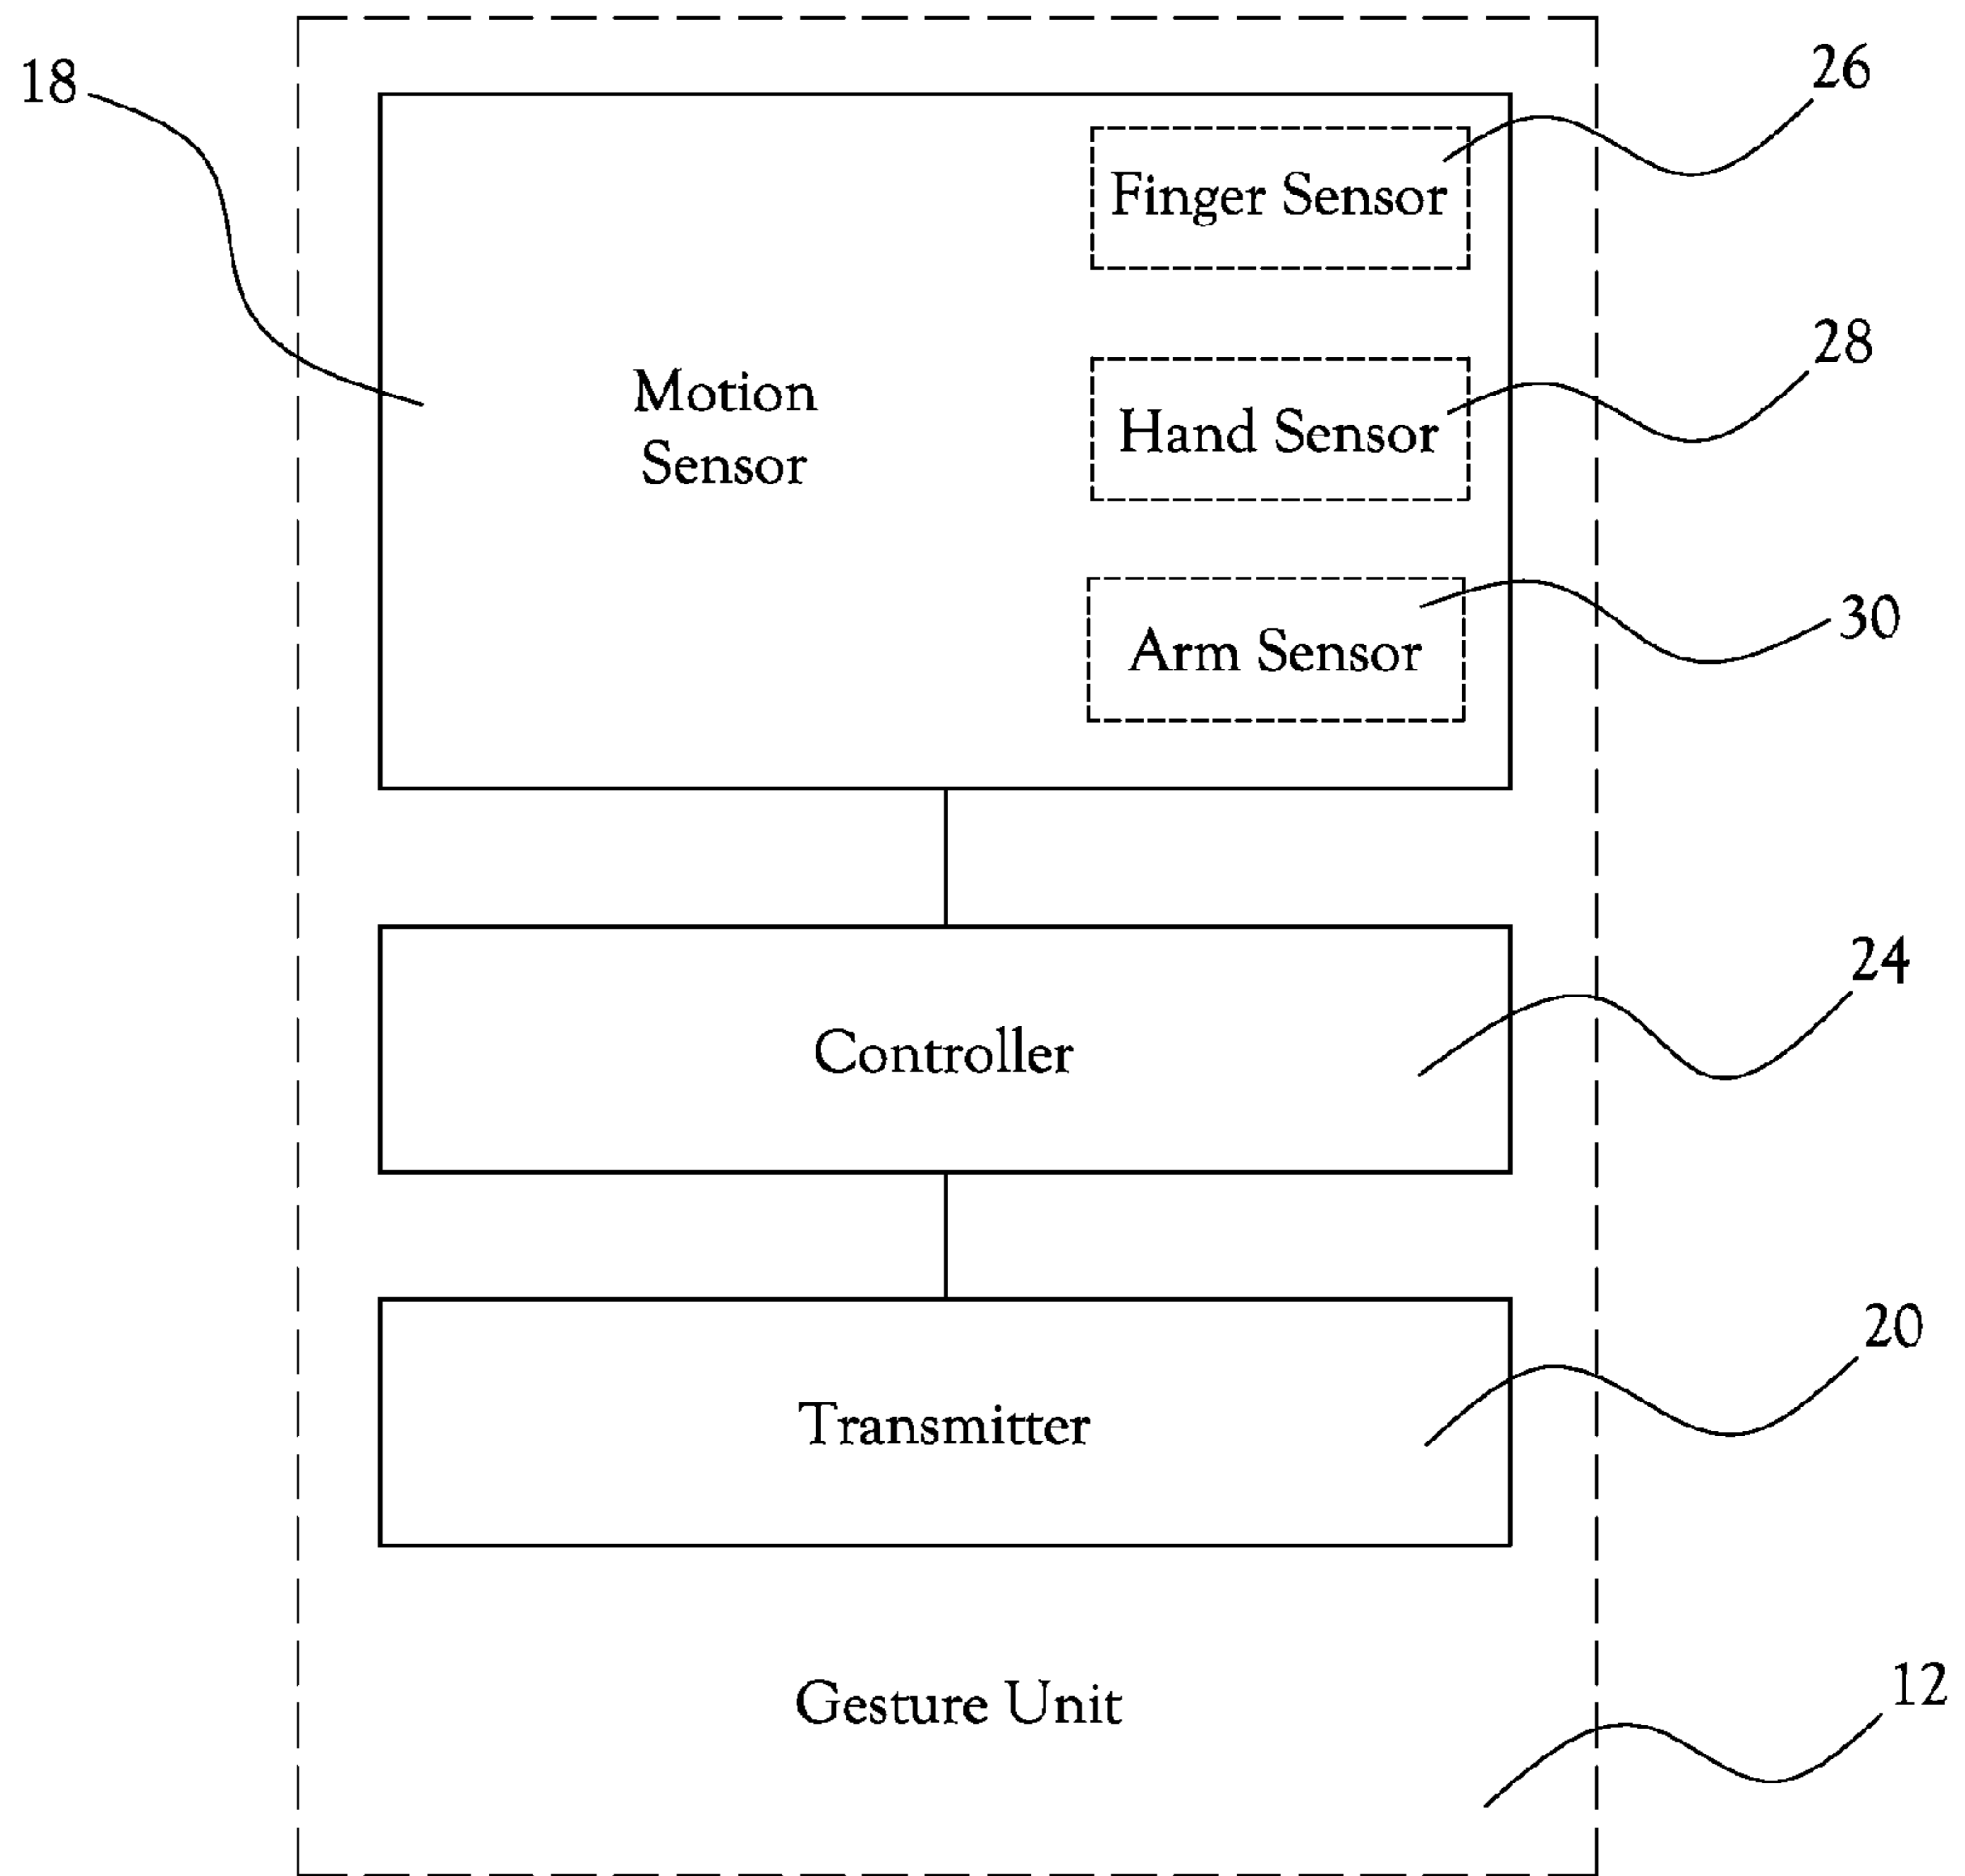 18
26
Finger Sensor
28
Motion
Sensor
Hand Sensor
30
Arm Sensor
24
Controller
20
Transmitter
12
Gesture Unit